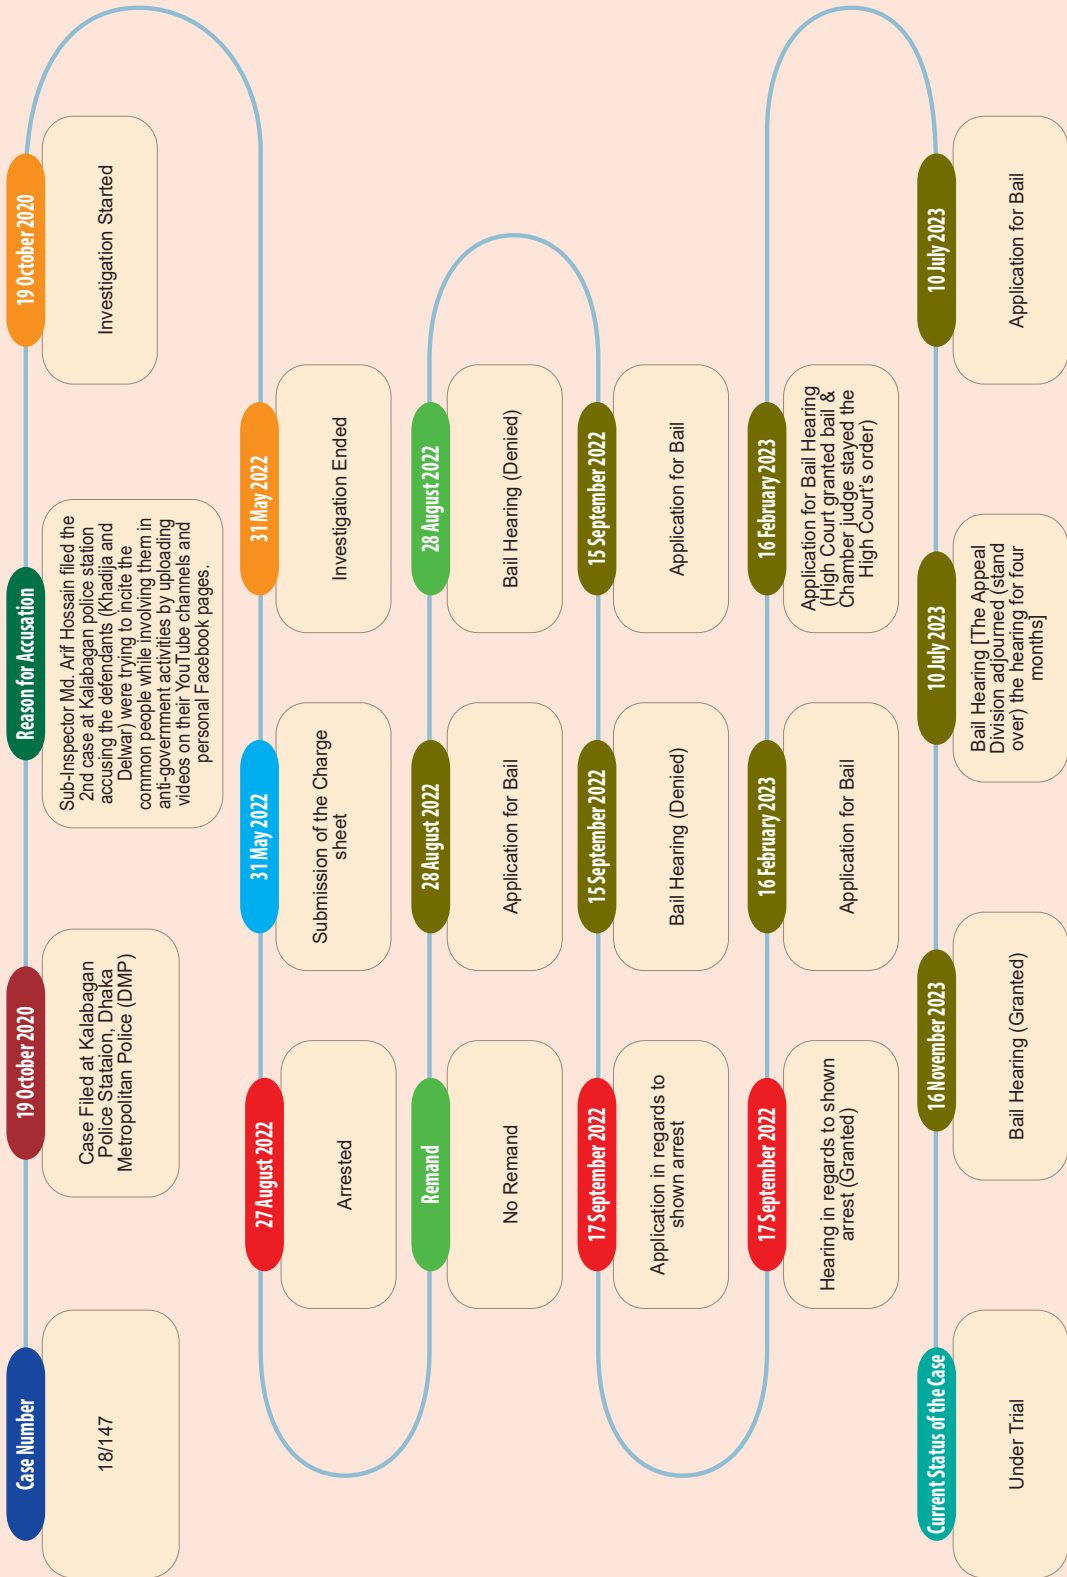 Case Number
18/147
19 October 2020
Case Filed at Kalabagan
Police Stataion, Dhaka
Metropolitan Police (DMP)
Reason for Accusation
Sub-Inspector Md. Arif Hossain filed the
2nd case at Kalabagan police station
accusing the defendants (Khadija and
Delwar) were trying to incite the
common people while involving them in
anti-government activities by uploading
videos on their YouTube channels and
personal Facebook pages.
19 October 2020
Investigation Started
31 May 2022
Investigation Ended
31 May 2022
Submission of the Charge
sheet
27 August 2022
Arrested
Remand
No Remand
28 August 2022
Application for Bail
28 August 2022
Bail Hearing (Denied)
15 September 2022
Application for Bail
15 September 2022
Bail Hearing (Denied)
17 September 2022
Application in regards to
shown arrest
17 September 2022
Hearing in regards to shown
arrest (Granted)
16 February 2023
Application for Bail
16 February 2023
Application for Bail Hearing
(High Court granted bail &
Chamber judge stayed the
High Court's order)
10 July 2023
Application for Bail
10 July 2023
Bail Hearing [The Appeal
Division adjourned (stand
over) the hearing for four
months]
16 November 2023
Bail Hearing (Granted)
Current Status of the Case
Under Trial